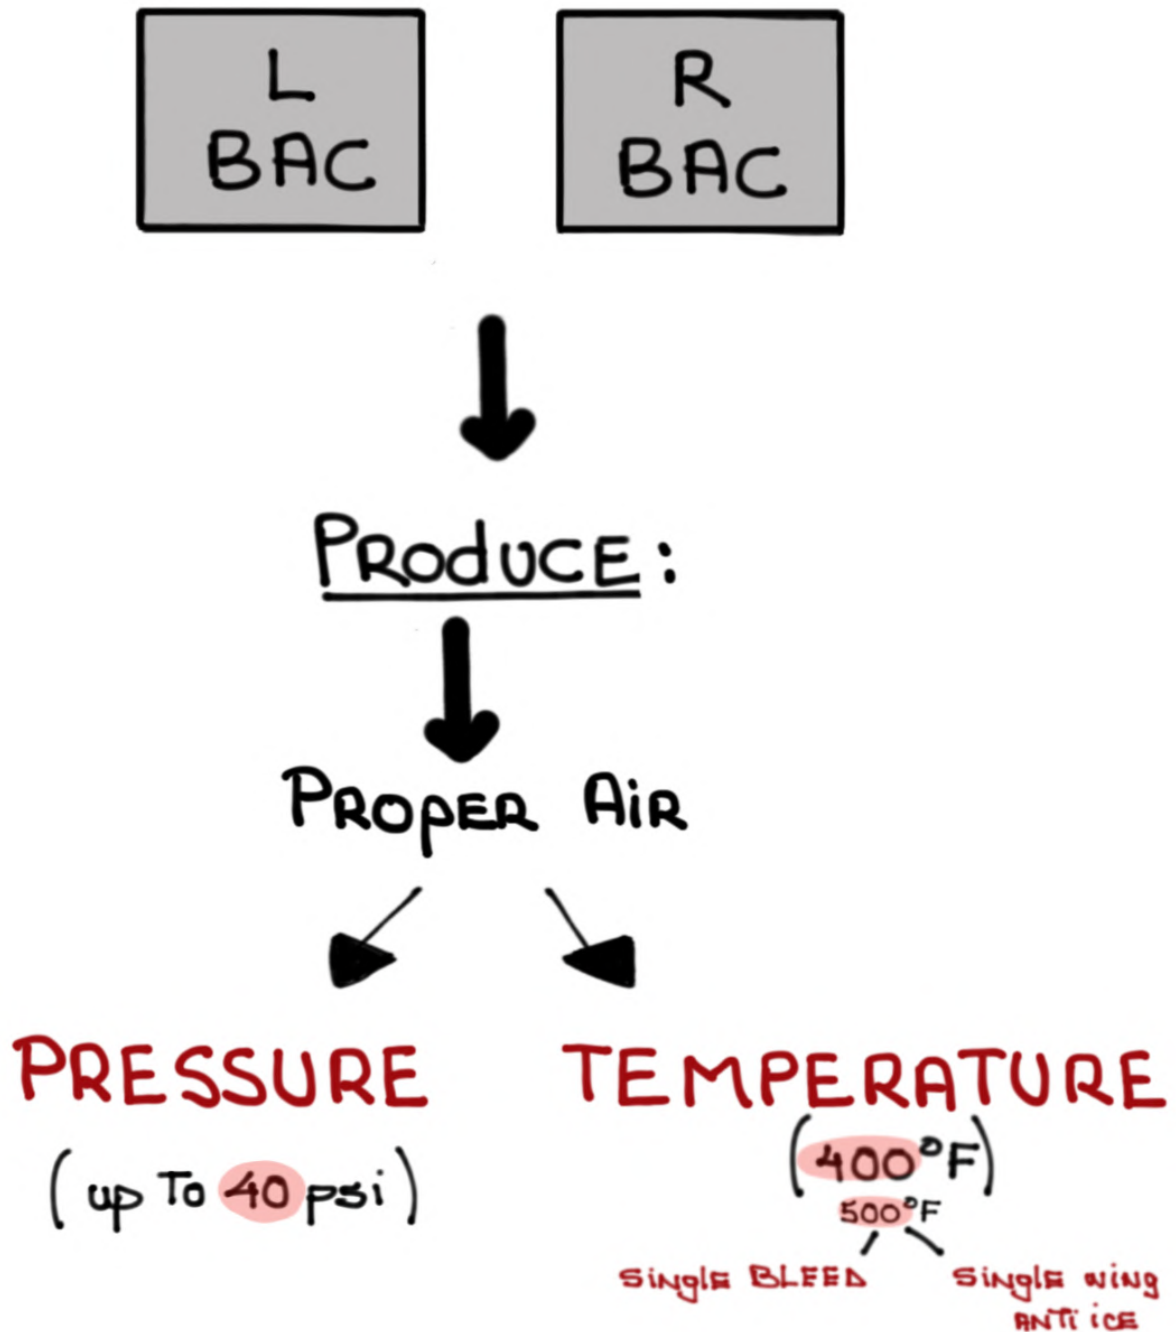 L
BAC
R
BAC
PRODUCE:
PROPER AIR
PRESSURE
(up To 40 psi)
TEMPERATURE
(400°F)
500°F
Single BLEED
Single wing
ANTi iCE